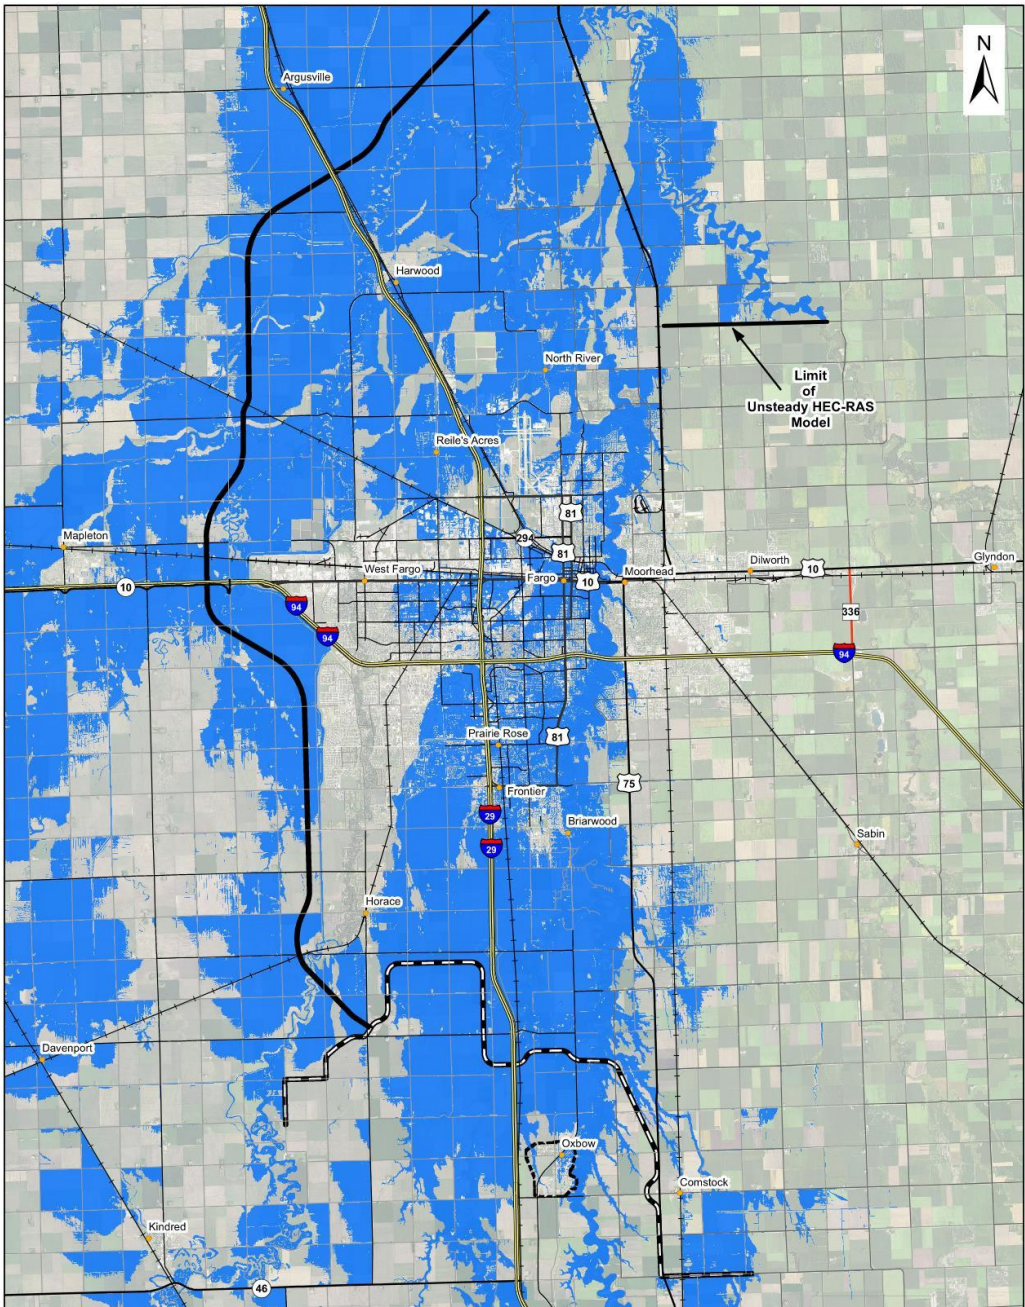 N
Argusville
Harwood
Limit
of
Unsteady HEC-RAS
Model
North River
Reile's Acres
81
294
81
Mapleton
West Fargo
Fargo
10
Moorhead
Dilworth
10
Glyndon
10
94
94
336
94
Prairie Rose
81
Frontier
75
29
Briarwood
29
Sabin
Horace
Davenport
Oxbow
Comstock
Kindred
46